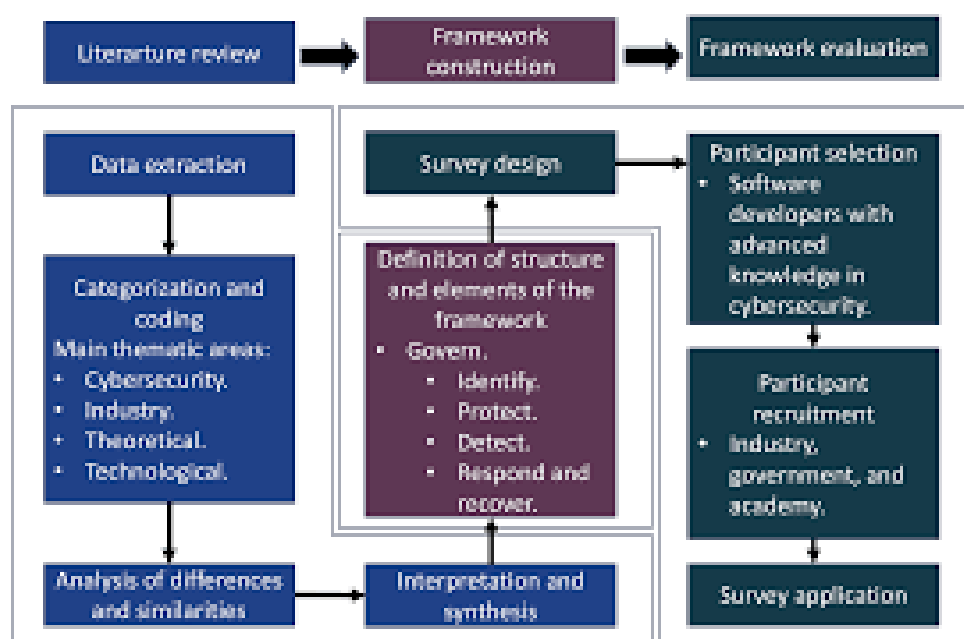 Literarture review
Framework
construction
Framework evaluation
Data extraction
Categorization and
coding
Main thematic areas:
• Cybersecurity.
• Industry.
• Theoretical.
• Technological.
Analysis of differences
and similarities
Interpretation and
synthesis
Definition of structure
and elements of the
framework
• Govern.
• Identify.
• Protect.
• Detect.
• Respond and
recover.
Survey design
Participant selection
• Software
developers with
advanced
knowledge in
cybersecurity.
Participant
recruitment
• Industry,
government, and
academy.
Survey application